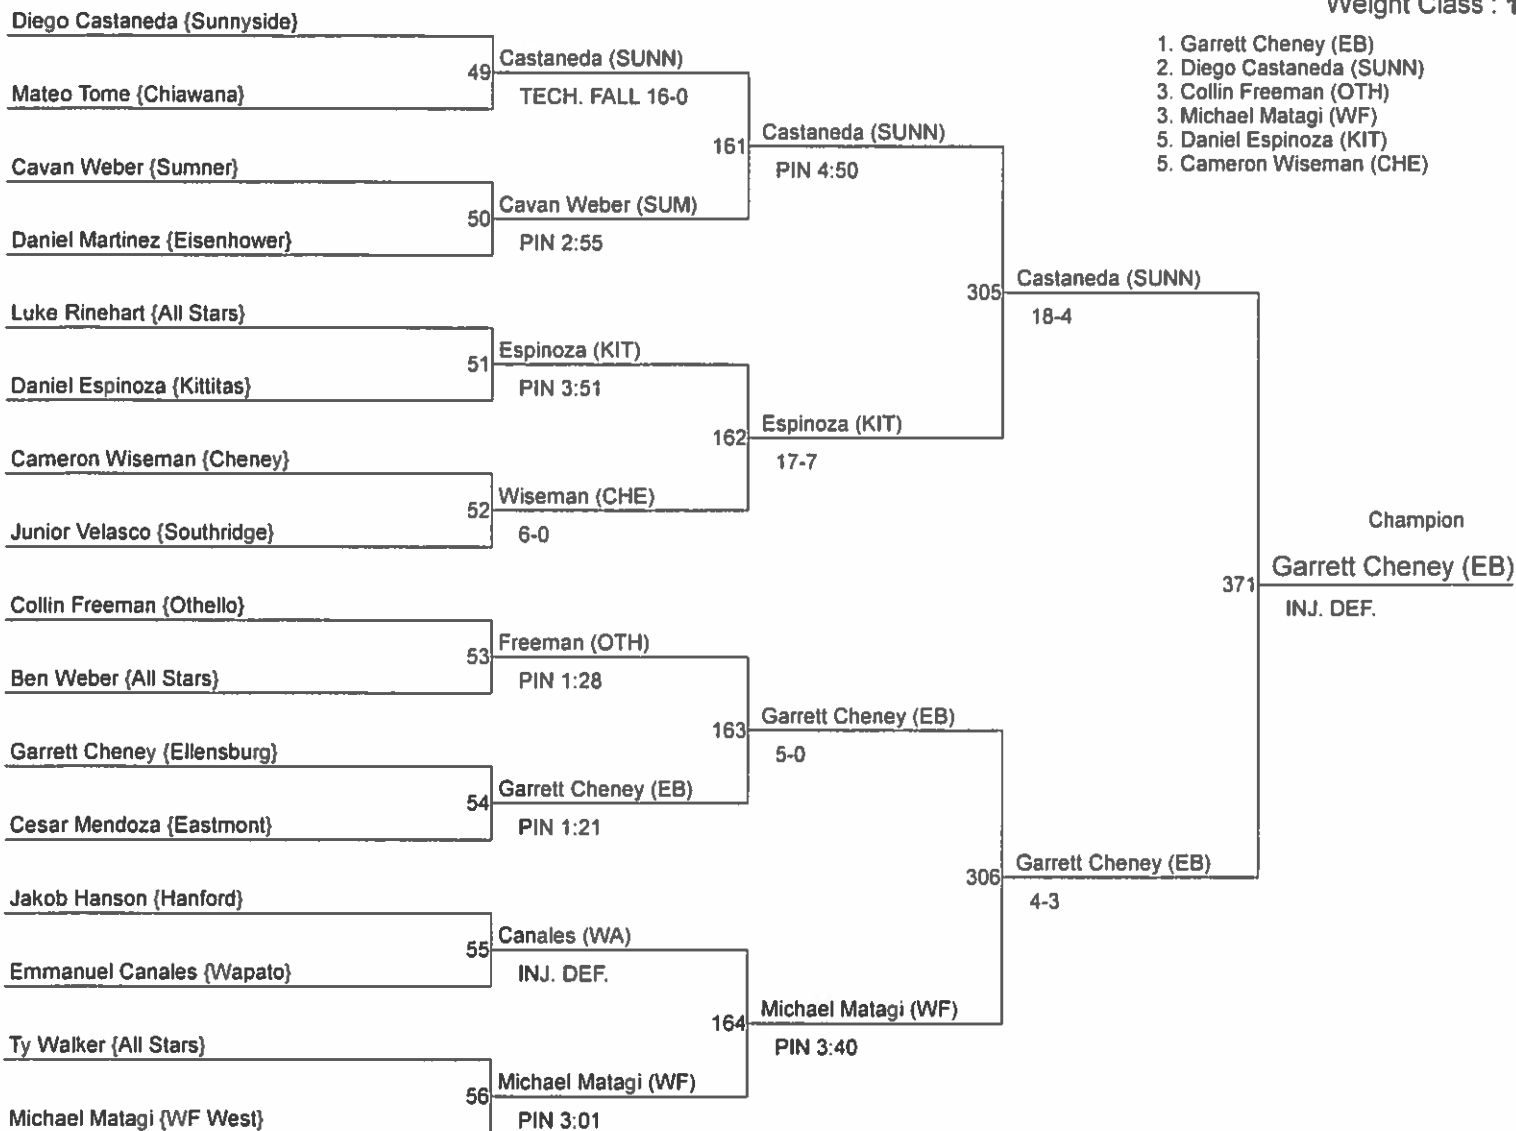 Weight Class :
1. Garrett Cheney (EB)
2. Diego Castaneda (SUNN)
3. Collin Freeman (OTH)
3. Michael Matagi (WF)
5. Daniel Espinoza (KIT)
5. Cameron Wiseman (CHE)
Diego Castaneda {Sunnyside}
Mateo Tome {Chiawana}
Cavan Weber {Sumner}
Daniel Martinez {Eisenhower}
Luke Rinehart {All Stars}
Daniel Espinoza {Kittitas}
Cameron Wiseman {Cheney}
Junior Velasco {Southridge}
Collin Freeman {Othello}
Ben Weber {All Stars}
Garrett Cheney {Ellensburg}
Cesar Mendoza {Eastmont}
Jakob Hanson {Hanford}
Emmanuel Canales {Wapato}
Ty Walker {All Stars}
Michael Matagi {WF West}
49
Castaneda (SUNN)
TECH. FALL 16-0
50
Cavan Weber (SUM)
PIN 2:55
51
Espinoza (KIT)
PIN 3:51
52
Wiseman (CHE)
6-0
53
Freeman (OTH)
PIN 1:28
54
Garrett Cheney (EB)
PIN 1:21
55
Canales (WA)
INJ. DEF.
56
Michael Matagi (WF)
PIN 3:01
161
Castaneda (SUNN)
PIN 4:50
162
Espinoza (KIT)
17-7
163
Garrett Cheney (EB)
5-0
164
Michael Matagi (WF)
PIN 3:40
305
Castaneda (SUNN)
18-4
306
Garrett Cheney (EB)
4-3
Champion
371
Garrett Cheney (EB)
INJ. DEF.